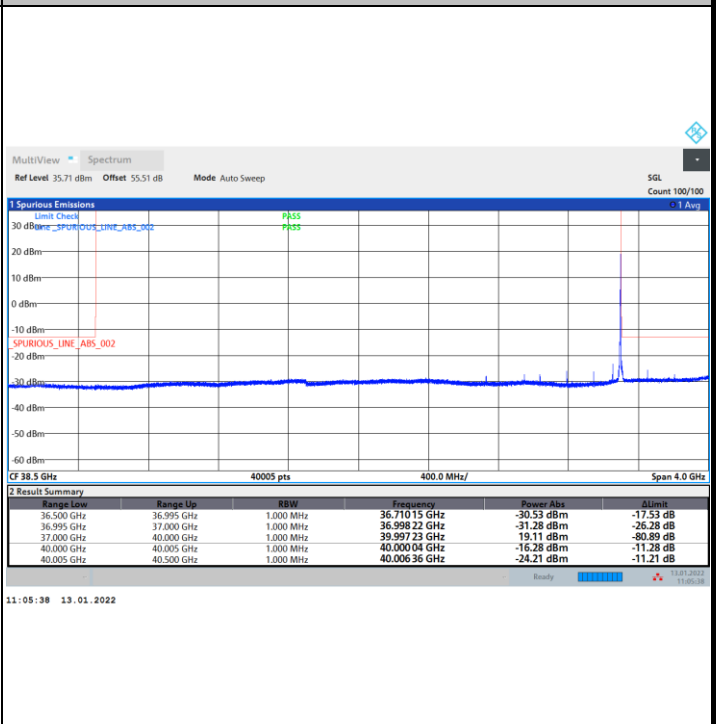 MultiView Spectrum
Ref Level 35.71 dBm Offset 55.51 dB Mode Auto Sweep SGL
Count 100/100
1 Spurious Emissions 1 Avg
Limit Check PASS
30 dBm Line _SPURIOUS_LINE_ABS_002 PASS
20 dBm
10 dBm
0 dBm
-10 dBm
_SPURIOUS_LINE_ABS_002
-20 dBm
-30 dBm
-40 dBm
-50 dBm
-60 dBm
CF 38.5 GHz 40005 pts 400.0 MHz/ Span 4.0 GHz
2 Result Summary
Range Low Range Up RBW Frequency Power Abs ΔLimit
36.500 GHz 36.995 GHz 1.000 MHz 36.710 15 GHz -30.53 dBm -17.53 dB
36.995 GHz 37.000 GHz 1.000 MHz 36.998 22 GHz -31.28 dBm -26.28 dB
37.000 GHz 40.000 GHz 1.000 MHz 39.997 23 GHz 19.11 dBm -80.89 dB
40.000 GHz 40.005 GHz 1.000 MHz 40.000 04 GHz -16.28 dBm -11.28 dB
40.005 GHz 40.500 GHz 1.000 MHz 40.006 36 GHz -24.21 dBm -11.21 dB
Ready 13.01.2022
11:05:38
11:05:38 13.01.2022